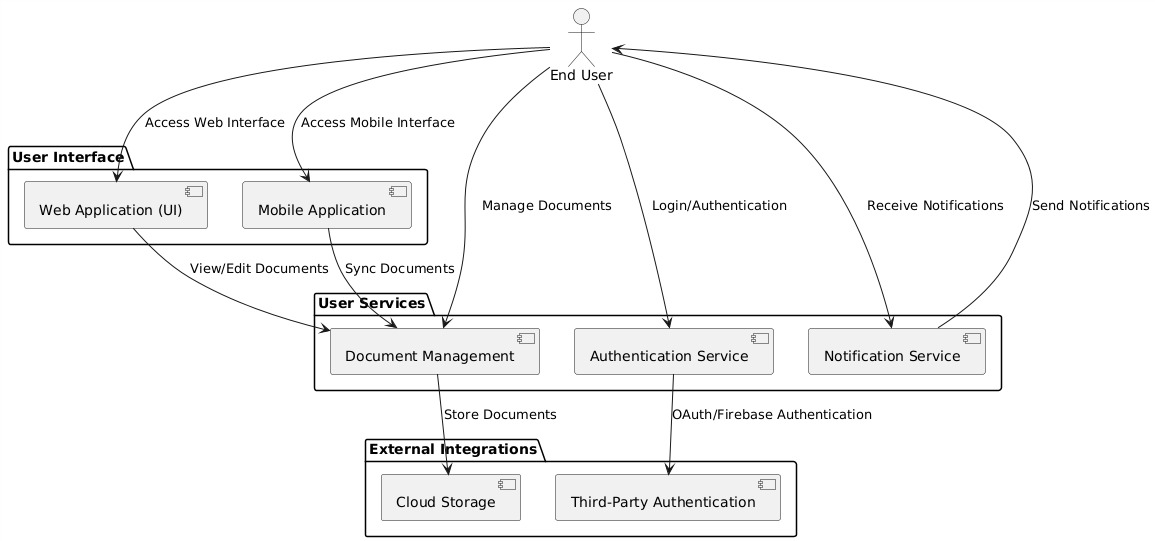 End User
Access Web Interface
Access Mobile Interface
User Interface
Web Application (UI)
Mobile Application
Manage Documents
Login/Authentication
Receive Notifications
Send Notifications
View/Edit Documents
Sync Documents
User Services
Document Management
Authentication Service
Notification Service
Store Documents
OAuth/Firebase Authentication
External Integrations
Cloud Storage
Third-Party Authentication